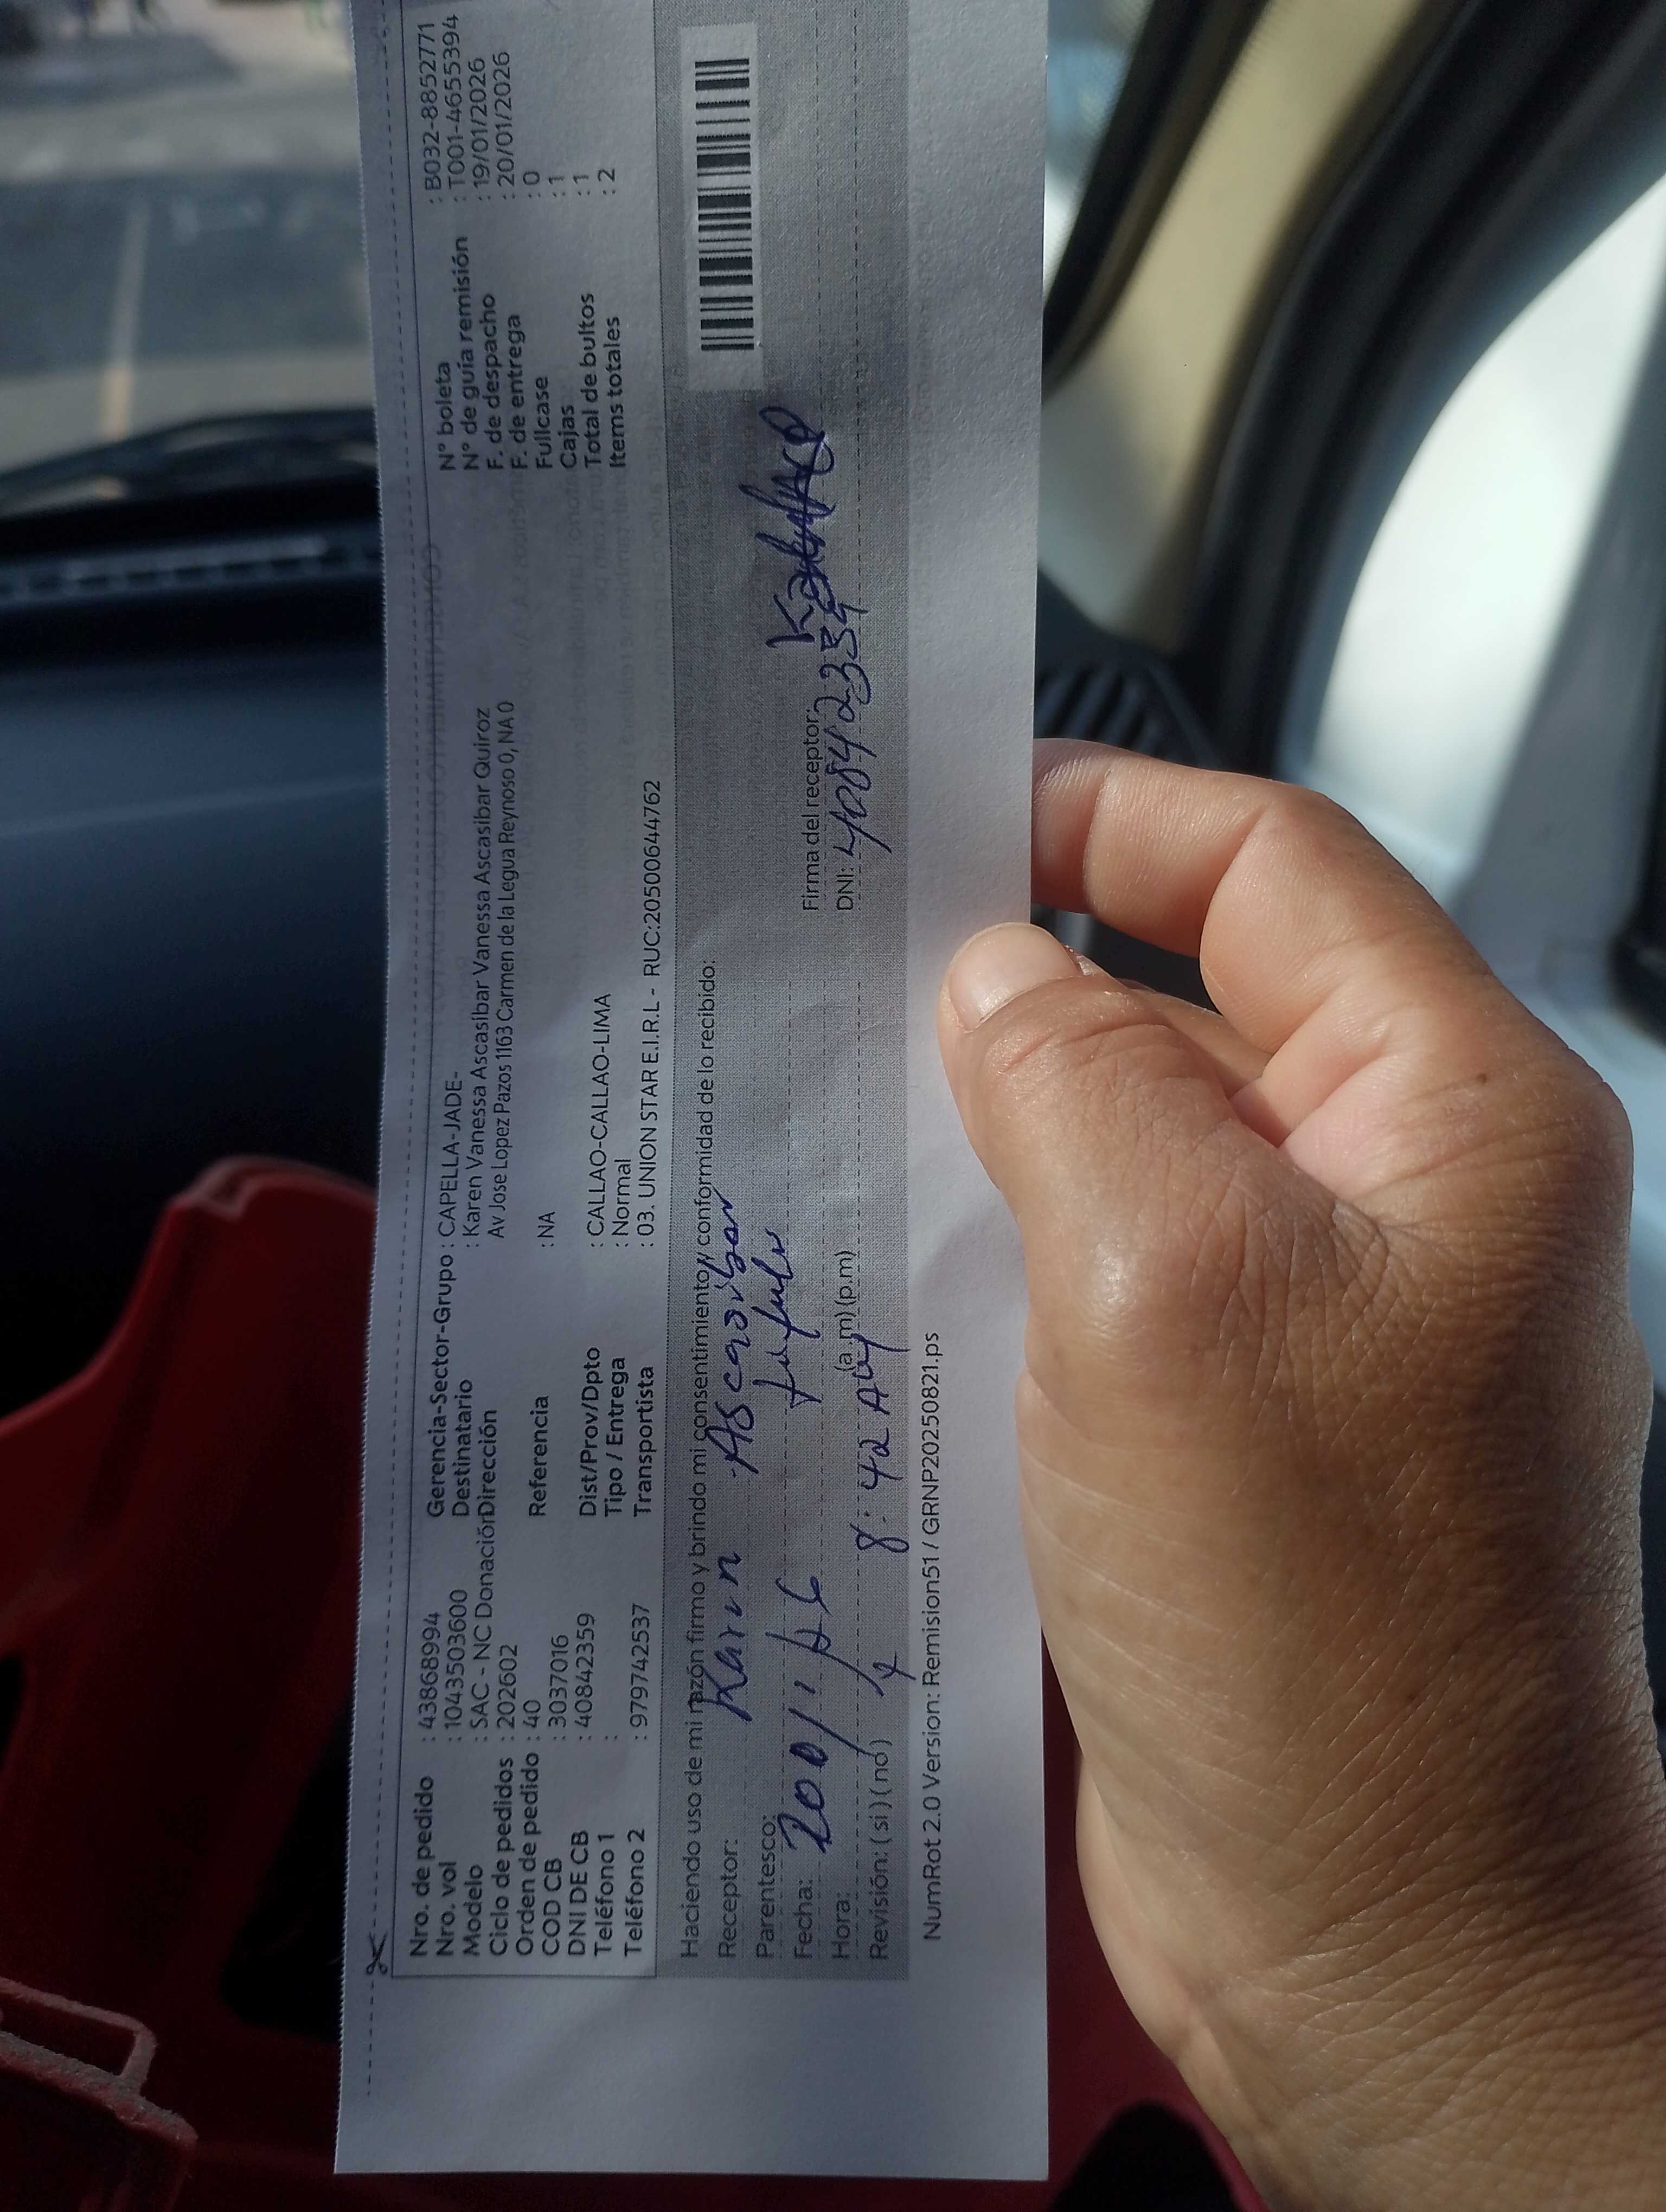 Nro. de pedido : 43868994
Nro. vol : 1043503600
Modelo : SAC - NC Donación
Ciclo de pedidos : 202602
Orden de pedido : 40
COD CB : 3037016
DNI DE CB : 40842359
Teléfono 1 :
Teléfono 2 : 979742537
Gerencia-Sector-Grupo : CAPELLA-JADE-
Destinatario : Karen Vanessa Ascasibar Vanessa Ascasibar Quiroz
Dirección Av Jose Lopez Pazos 1163 Carmen de la Legua Reynoso 0, NA 0
Referencia : NA
Dist/Prov/Dpto : CALLAO-CALLAO-LIMA
Tipo / Entrega : Normal
Transportista : 03. UNION STAR E.I.R.L - RUC:20500644762
N° boleta : B032-8852771
N° de guía remisión : T001-4655394
F. de despacho : 19/01/2026
F. de entrega : 20/01/2026
Fullcase : 0
Cajas : 1
Total de bultos : 1
Items totales : 2
Haciendo uso de mi razón firmo y brindo mi consentimiento y conformidad de lo recibido:
Receptor: Karen Ascasibar
Parentesco:
Fecha:
Hora: 8:42 AM (a.m) (p.m)
Revisión: ( si ) ( no )
Firma del receptor:
DNI: 40842359
NumRot 2.0 Version: Remision51 / GRNP20250821.ps